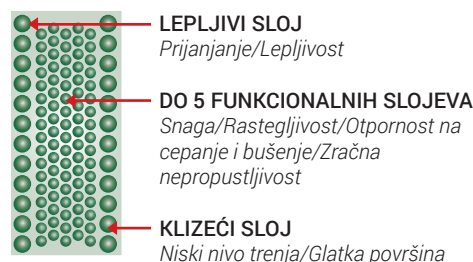 LEPLJIVI SLOJ
Prijanjanje/Lepljivost
DO 5 FUNKCIONALNIH SLOJEVA
Snaga/Rastegljivost/Otpornost na
cepanje i bušenje/Zračna
nepropustljivost
KLIZEĆI SLOJ
Niski nivo trenja/Glatka površina